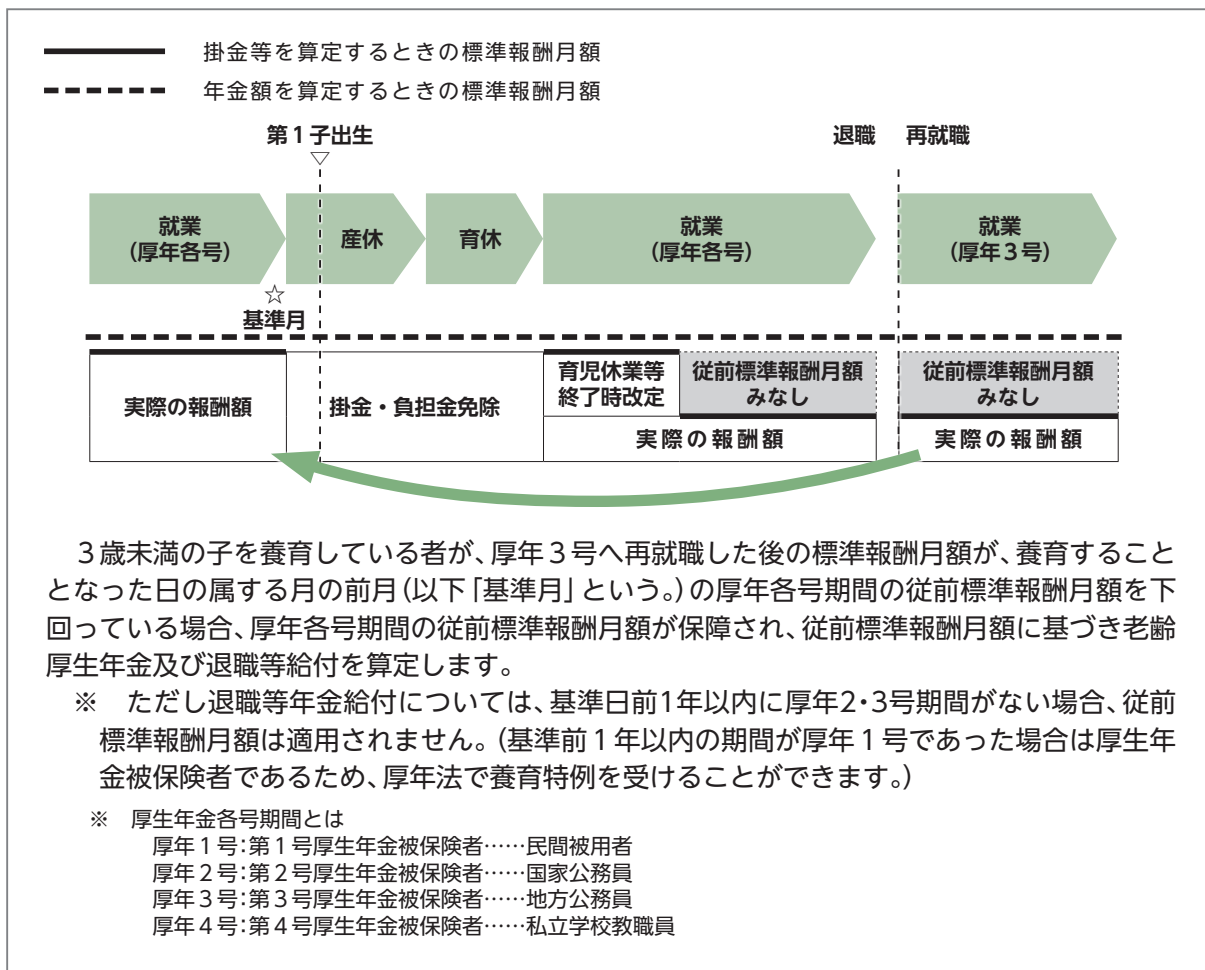 掛金等を算定するときの標準報酬月額
年金額を算定するときの標準報酬月額
第1子出生
退職 再就職
就業
(厚年各号)
産休
育休
就業
(厚年各号)
就業
(厚年3号)
☆
基準月
実際の報酬額
掛金・負担金免除
育児休業等
終了時改定
従前標準報酬月額
みなし
実際の報酬額
従前標準報酬月額
みなし
実際の報酬額
3歳未満の子を養育している者が、厚年3号へ再就職した後の標準報酬月額が、養育すること
となった日の属する月の前月(以下「基準月」という。)の厚年各号期間の従前標準報酬月額を下
回っている場合、厚年各号期間の従前標準報酬月額が保障され、従前標準報酬月額に基づき老齢
厚生年金及び退職等給付を算定します。
※ ただし退職等年金給付については、基準日前1年以内に厚年2・3号期間がない場合、従前
標準報酬月額は適用されません。(基準前1年以内の期間が厚年1号であった場合は厚生年
金被保険者であるため、厚年法で養育特例を受けることができます。)
※ 厚生年金各号期間とは
厚年1号:第1号厚生年金被保険者……民間被用者
厚年2号:第2号厚生年金被保険者……国家公務員
厚年3号:第3号厚生年金被保険者……地方公務員
厚年4号:第4号厚生年金被保険者……私立学校教職員